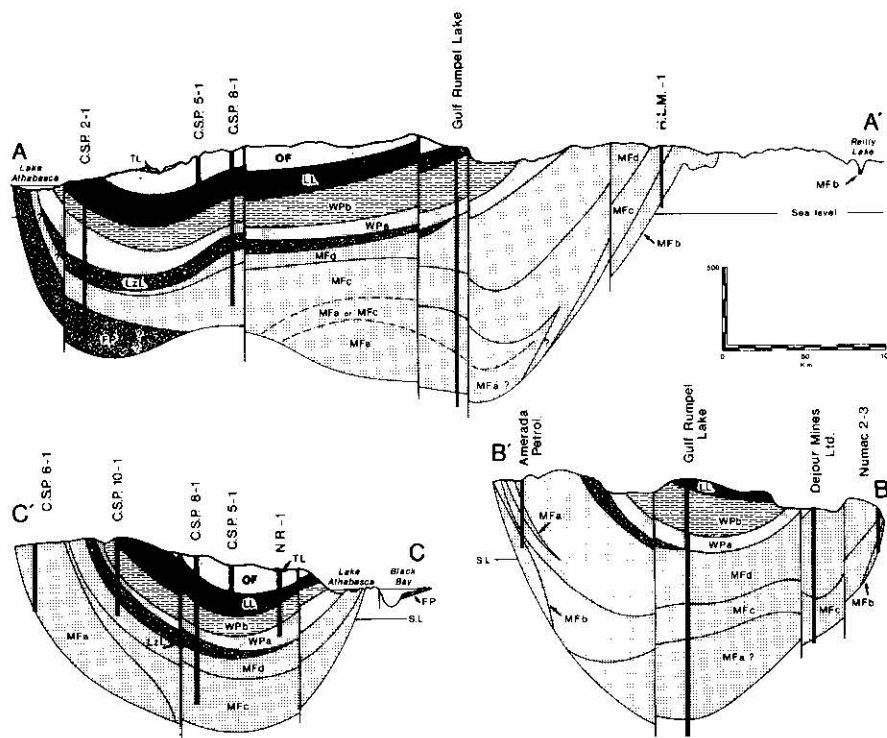 C.S.P. 2-1
C.S.P. 5-1
C.S.P. 8-1
Gulf Rumpel Lake
R.L.M. -1
A
A'
Lake
Athabasca
TL
Reilly
Lake
OF
LL
WPb
WPa
LzL
MFd
MFc
MFa or MFc
MFa
FP
MFa ?
MFd
MFc
MFb
MFb
Sea level
500
0
50
100
Km
C.S.P. 6-1
C.S.P. 10-1
C.S.P. 8-1
C.S.P. 5-1
N.R.-1
TL
C'
C
Lake
Athabasca
Black
Bay
OF
LL
FP
S.L
WPb
WPa
LzL
MFd
MFa
MFc
B'
Amerada
Petrol.
Gulf Rumpel
Lake
Dejour Mines
Ltd.
Numac 2-3
B
LL
MFa
WPb
WPa
S.L
MFd
MFb
MFc
MFc
MFb
MFa ?